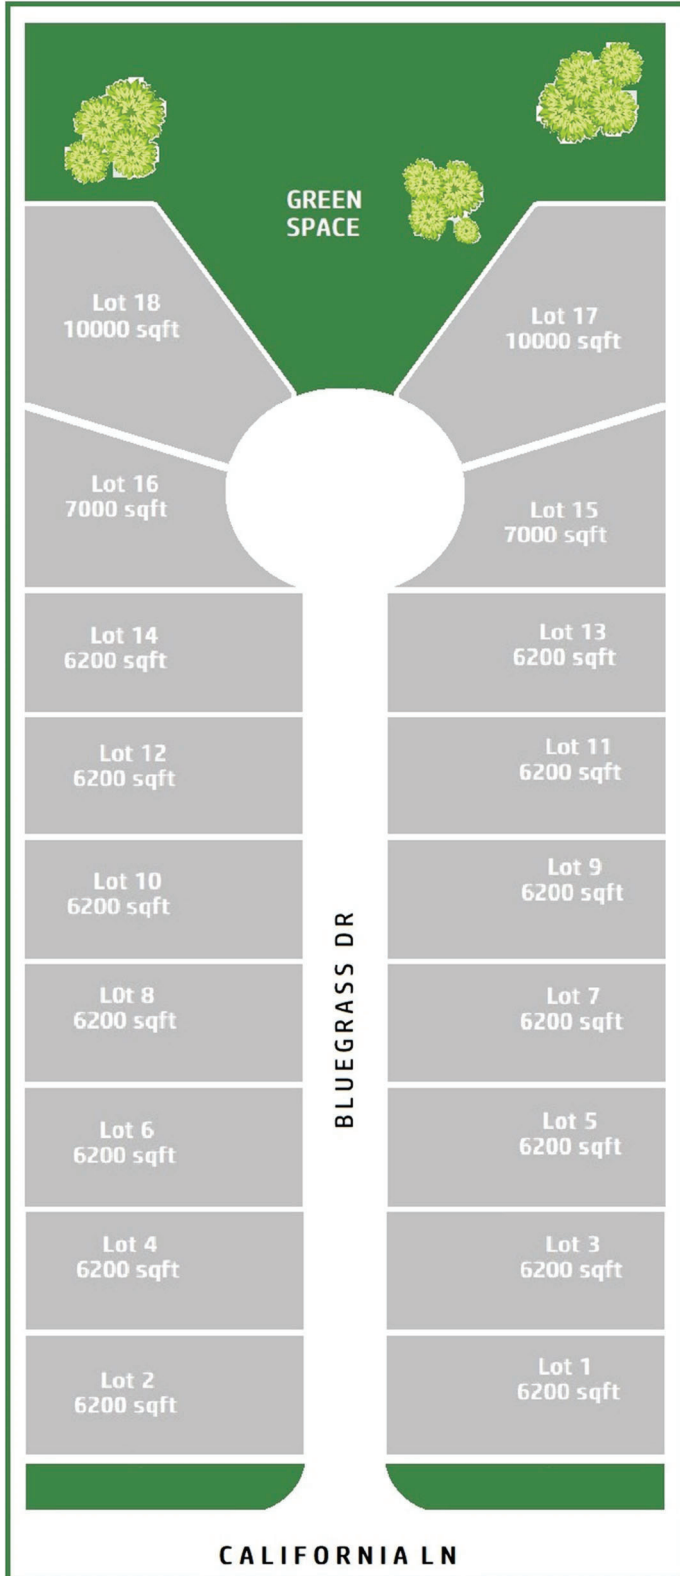 GREEN
SPACE
Lot 18
10000 sqft
Lot 17
10000 sqft
Lot 16
7000 sqft
Lot 15
7000 sqft
Lot 14
6200 sqft
Lot 13
6200 sqft
Lot 12
6200 sqft
Lot 11
6200 sqft
Lot 10
6200 sqft
Lot 9
6200 sqft
L0t 8
6200 sqft
Lot 7
6200 sqft
BLUEGRASS DR
Lot 6
6200 sqft
Lot 5
6200 sqft
Lot 4
6200 sqft
Lot 3
6200 sqft
Lot 2
6200 sqft
Lot 1
6200 sqft
CALIFORNIA LN